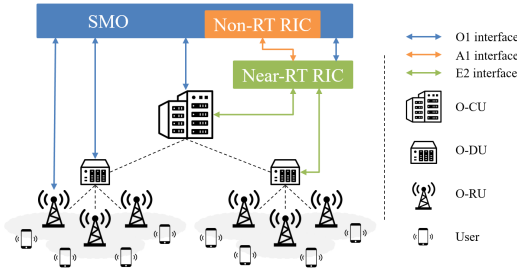 SMO
Non-RT RIC
Near-RT RIC
O1 interface
A1 interface
E2 interface
O-CU
O-DU
O-RU
User